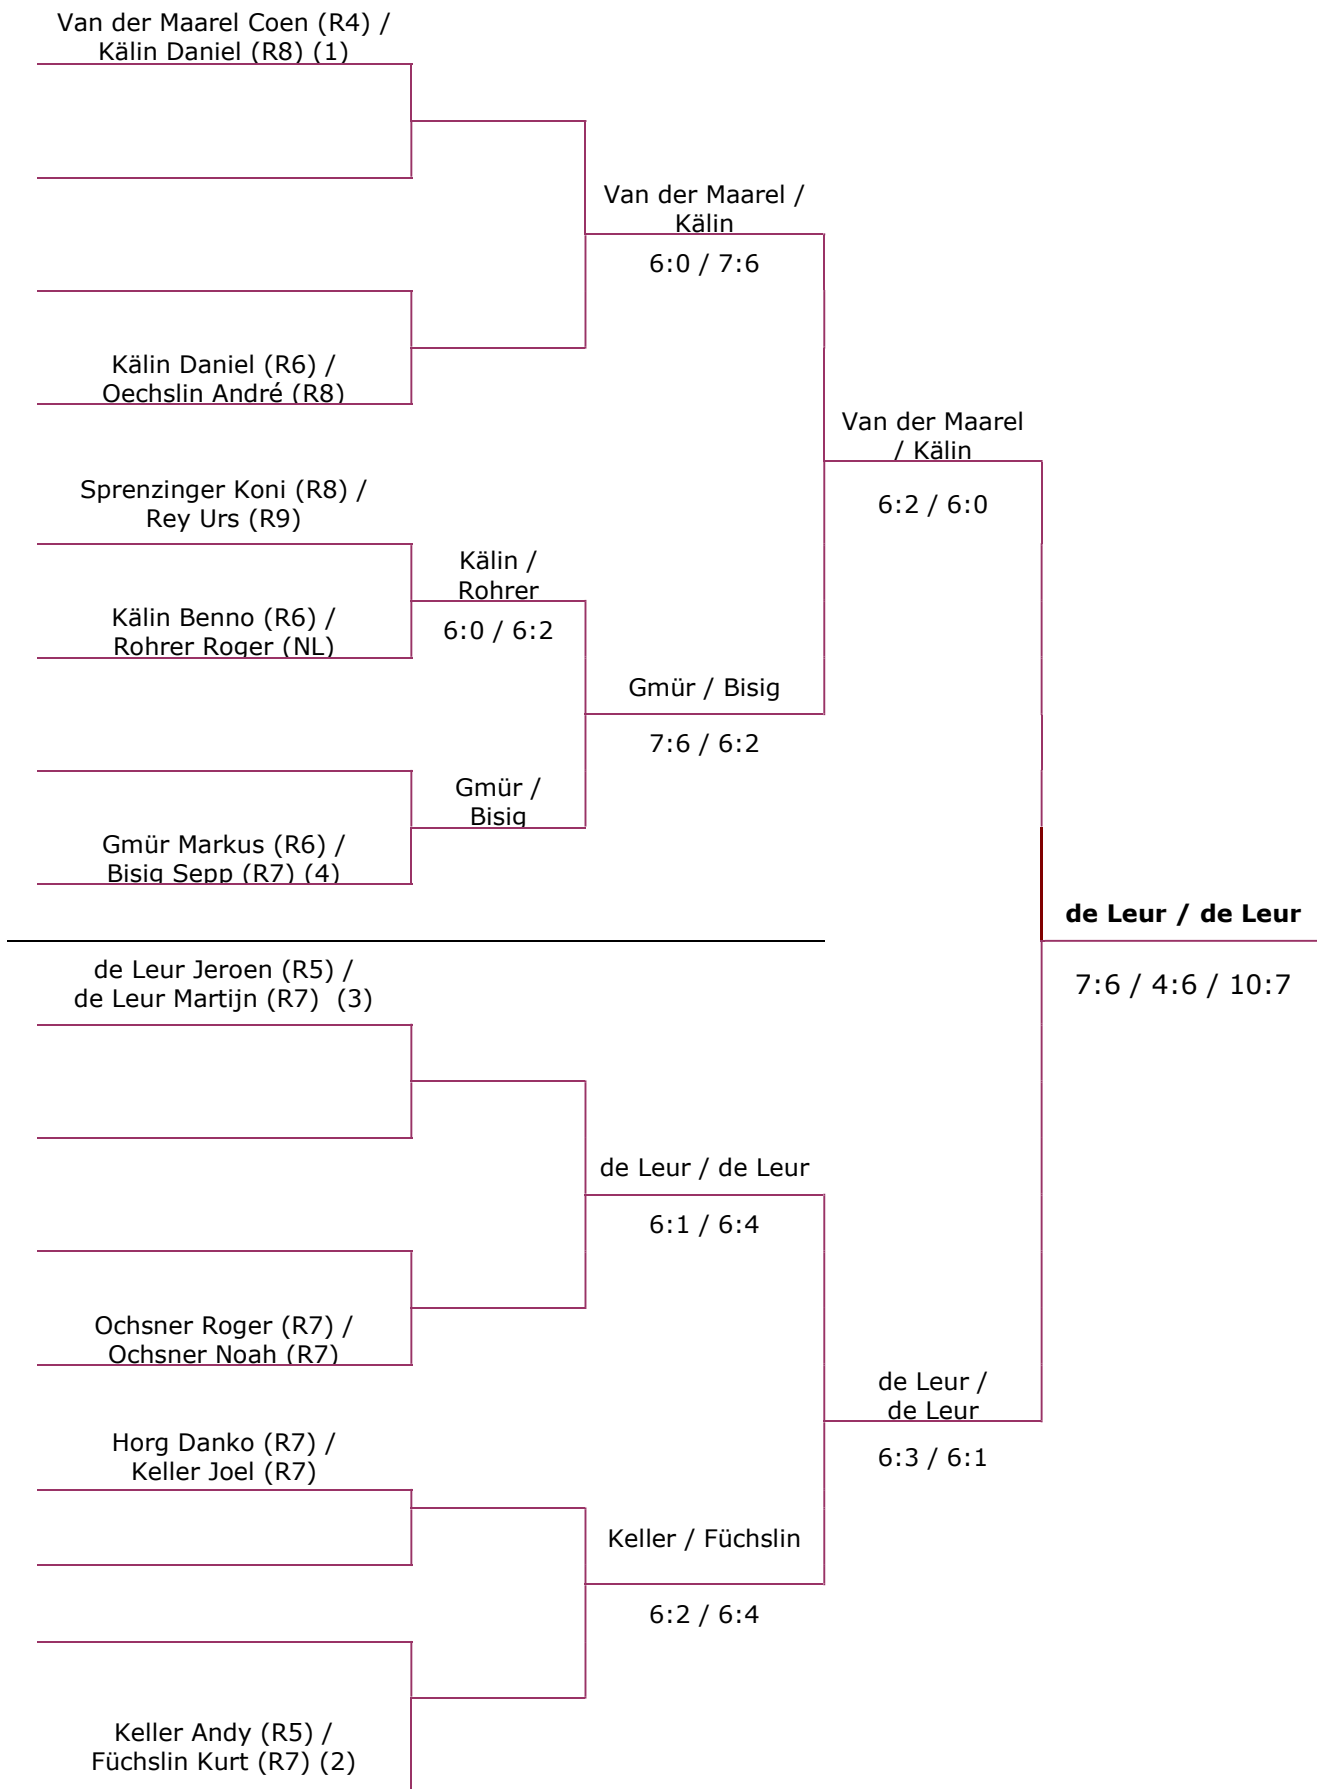 Van der Maarel Coen (R4) /
Kälin Daniel (R8) (1)
Van der Maarel /
Kälin
6:0 / 7:6
Kälin Daniel (R6) /
Oechslin André (R8)
Van der Maarel
/ Kälin
6:2 / 6:0
Sprenzinger Koni (R8) /
Rey Urs (R9)
Kälin /
Rohrer
6:0 / 6:2
Kälin Benno (R6) /
Rohrer Roger (NL)
Gmür / Bisig
7:6 / 6:2
Gmür /
Bisig
Gmür Markus (R6) /
Bisig Sepp (R7) (4)
de Leur / de Leur
7:6 / 4:6 / 10:7
de Leur Jeroen (R5) /
de Leur Martijn (R7)  (3)
de Leur / de Leur
6:1 / 6:4
Ochsner Roger (R7) /
Ochsner Noah (R7)
de Leur /
de Leur
6:3 / 6:1
Horg Danko (R7) /
Keller Joel (R7)
Keller / Füchslin
6:2 / 6:4
Keller Andy (R5) /
Füchslin Kurt (R7) (2)